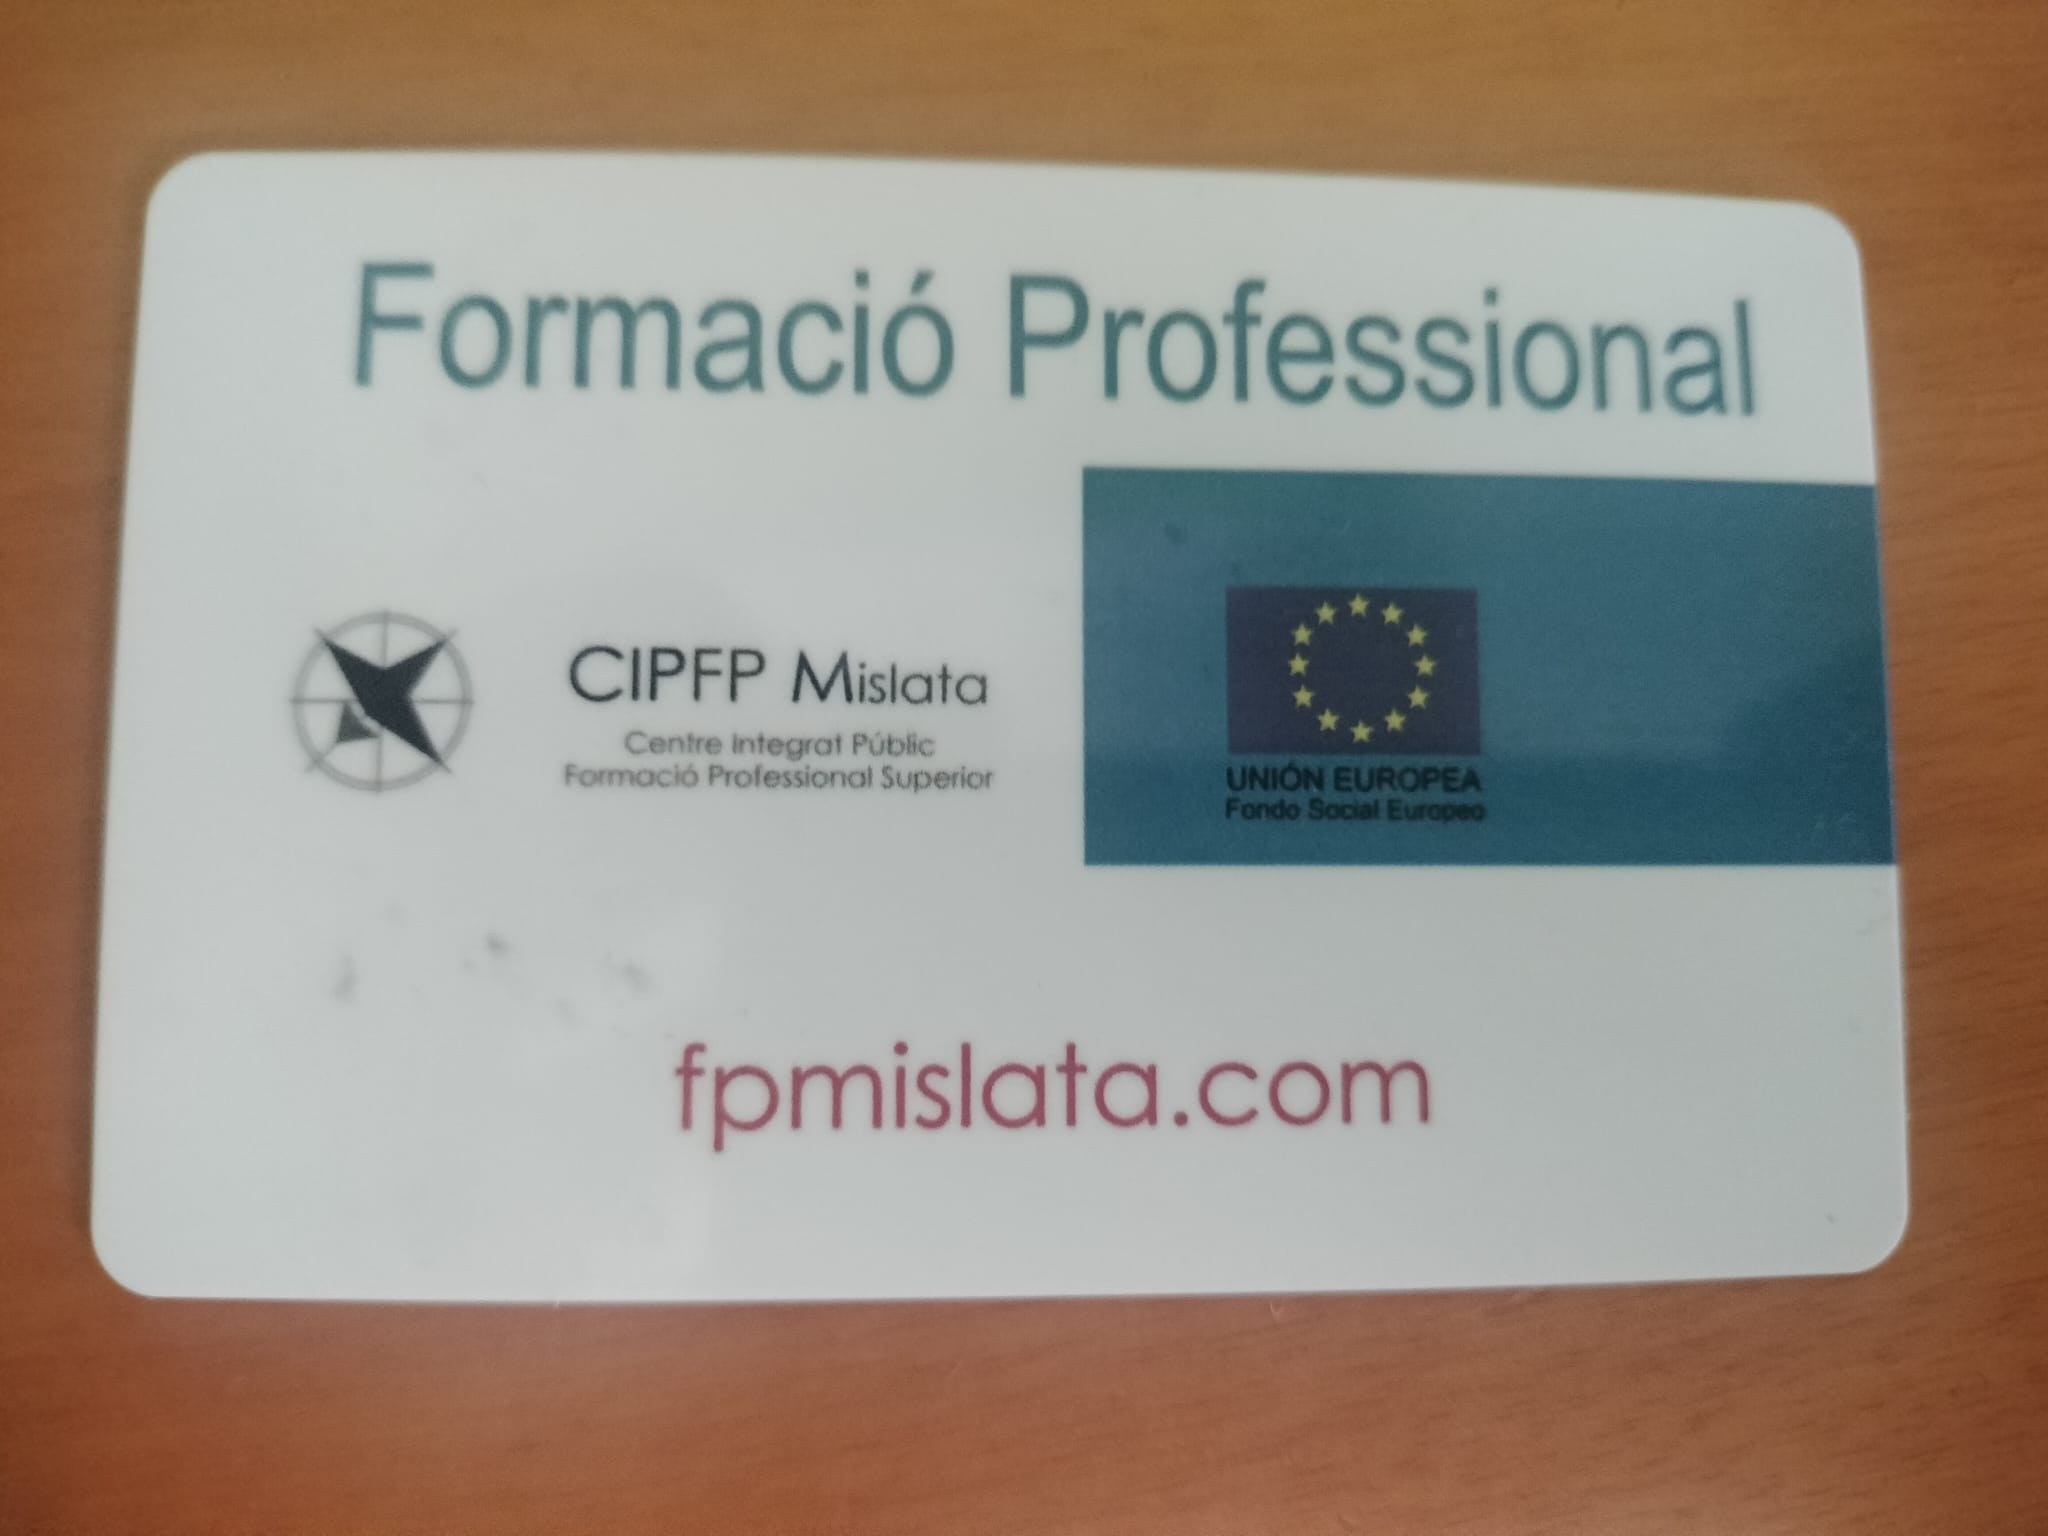 Formació Professional
CIPFP Mislata
Centre Integrat Públic
Formació Professional Superior
UNIÓN EUROPEA
Fondo Social Europeo
fpmislata.com